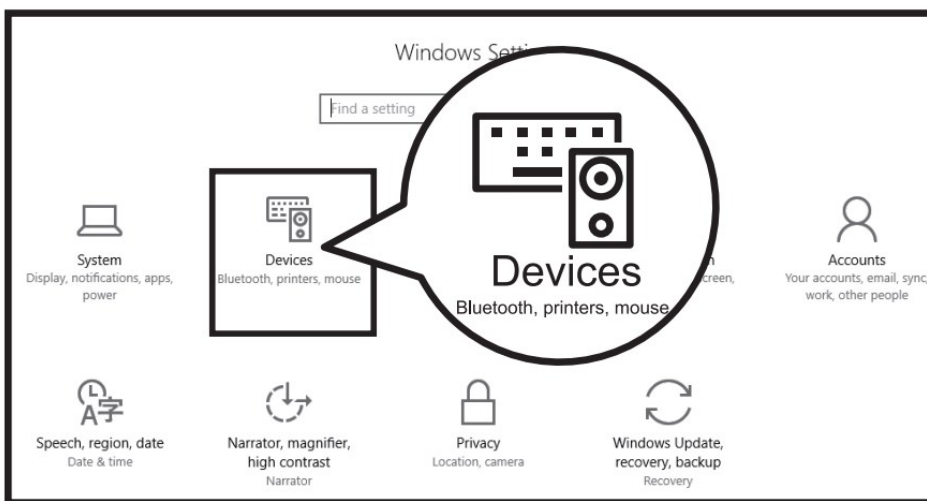 Windows
Find a setting
Devices
Bluetooth, printers, mouse
System
Display, notifications, apps,
power
Devices
Bluetooth, printers, mouse
Accounts
Your accounts, email, sync,
work, other people
Speech, region, date
Date & time
Narrator, magnifier,
high contrast
Narrator
Privacy
Location, camera
Windows Update,
recovery, backup
Recovery
A字